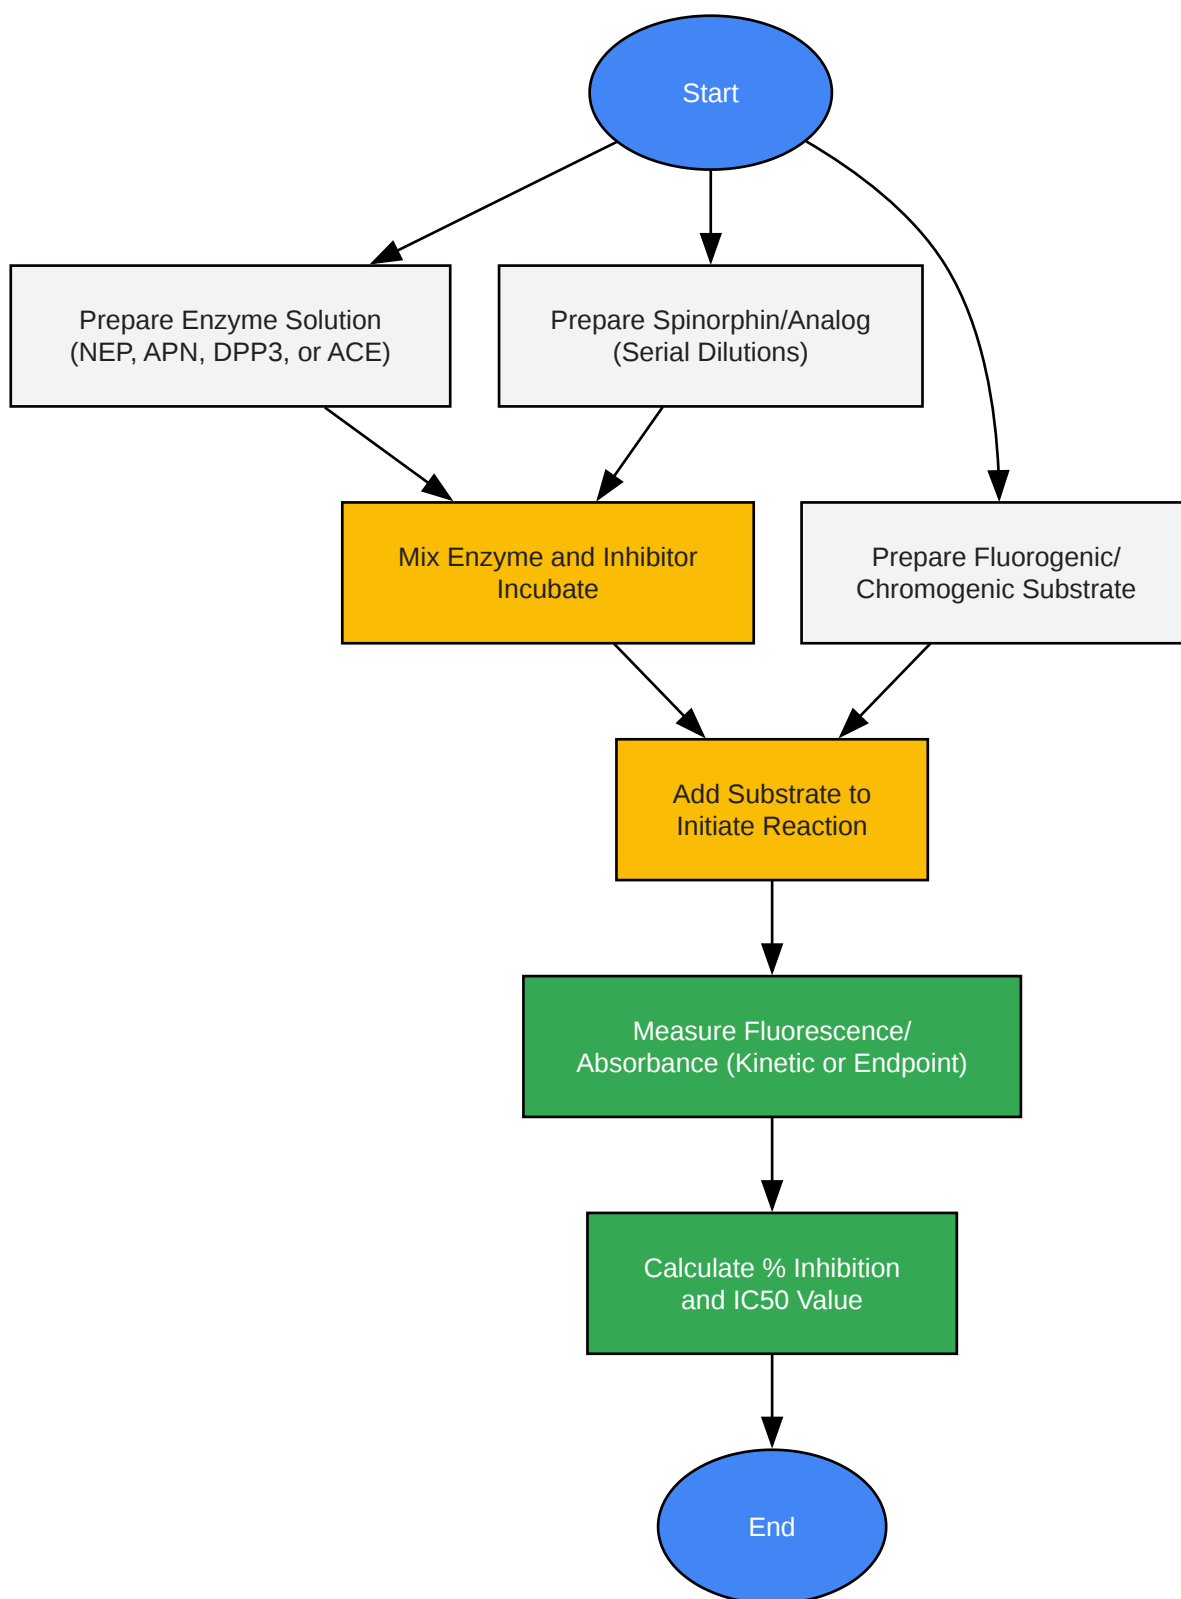 Start
Prepare Enzyme Solution
(NEP, APN, DPP3, or ACE)
Prepare Spinorphin/Analog
(Serial Dilutions)
Mix Enzyme and Inhibitor
Incubate
Prepare Fluorogenic/
Chromogenic Substrate
Add Substrate to
Initiate Reaction
Measure Fluorescence/
Absorbance (Kinetic or Endpoint)
Calculate % Inhibition
and IC50 Value
End